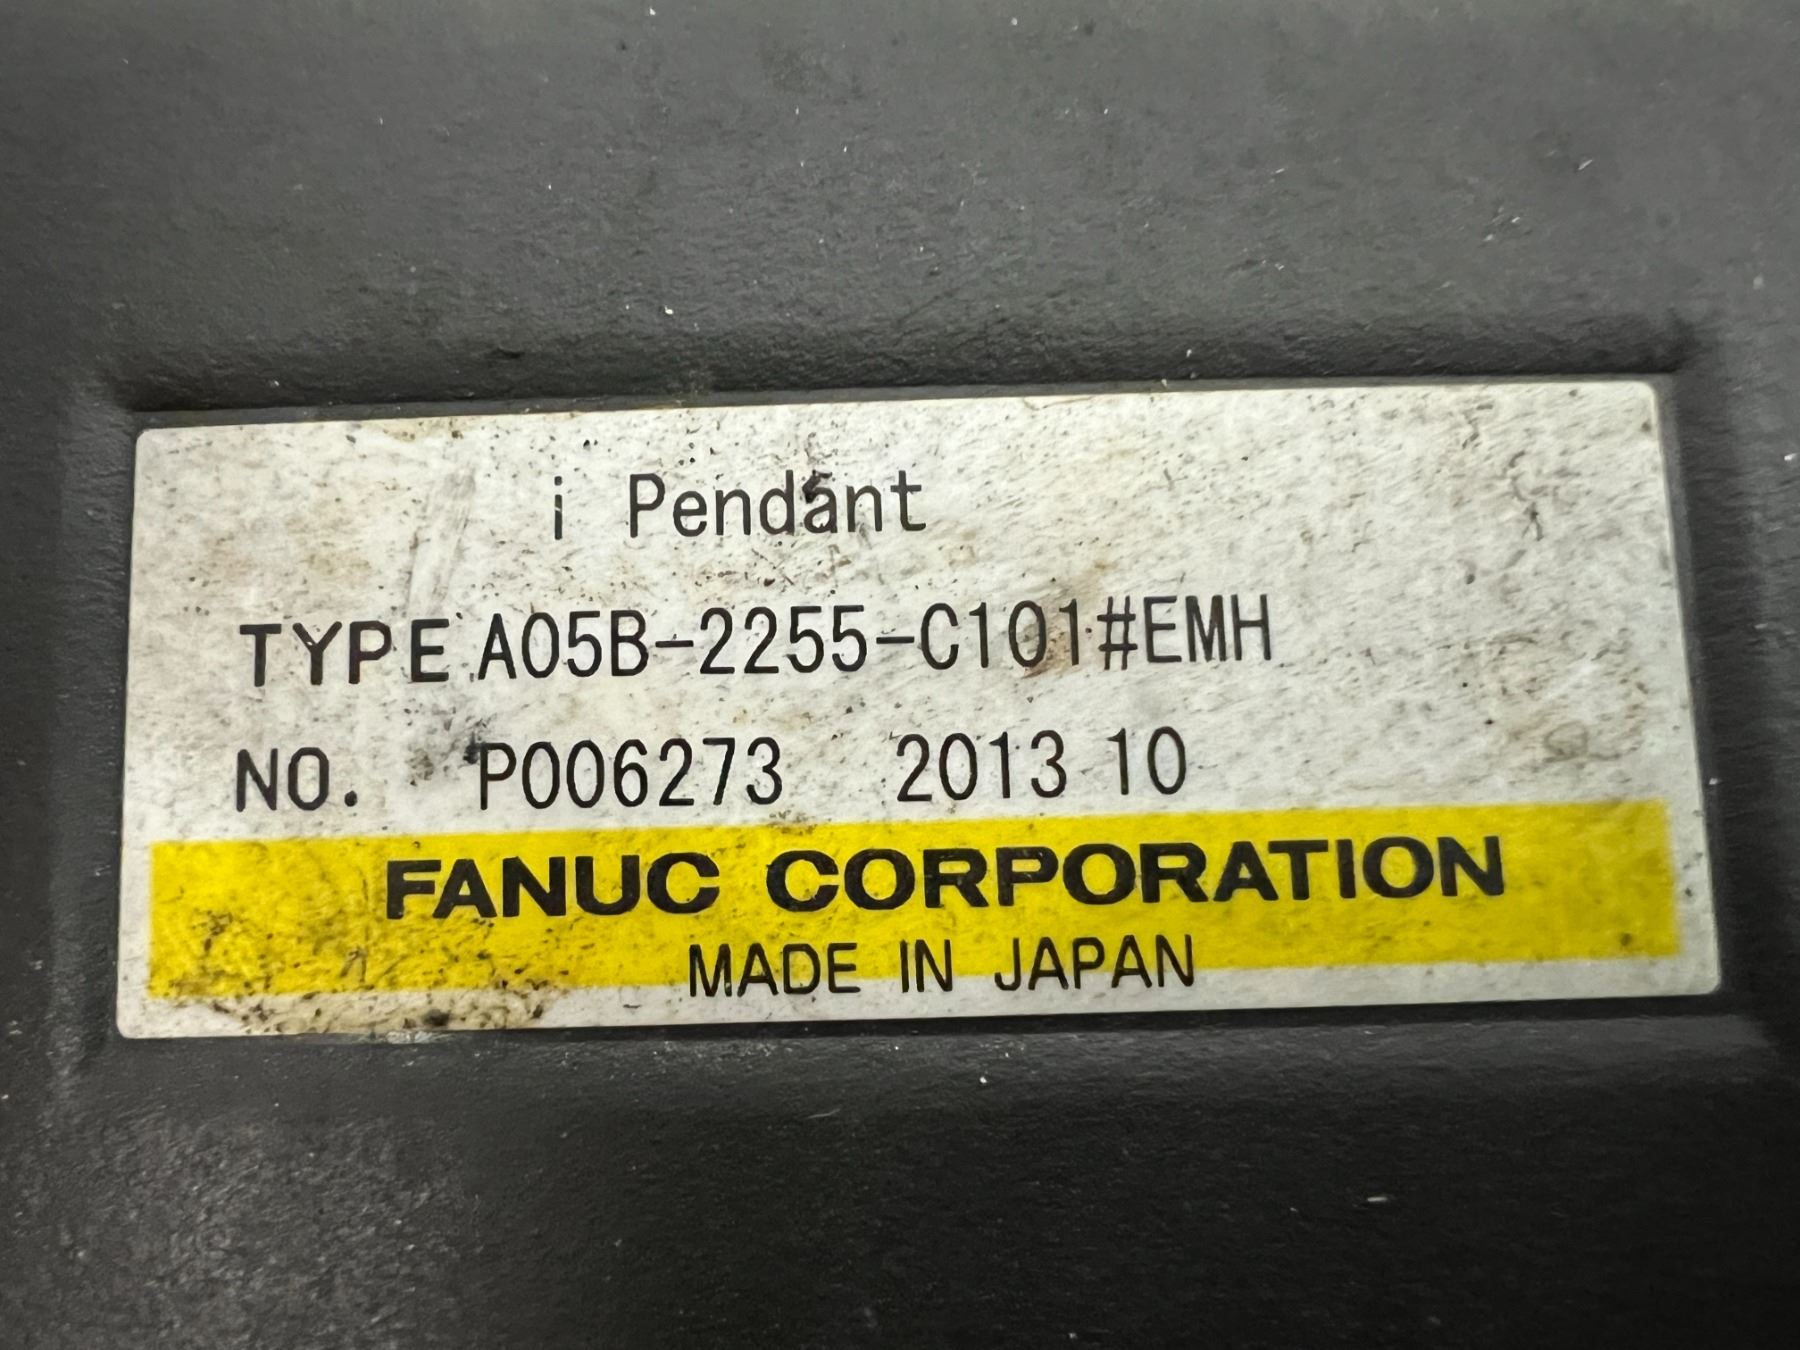 i Pendant
TYPE A05B-2255-C101#EMH
NO. P006273 2013 10
FANUC CORPORATION
MADE IN JAPAN